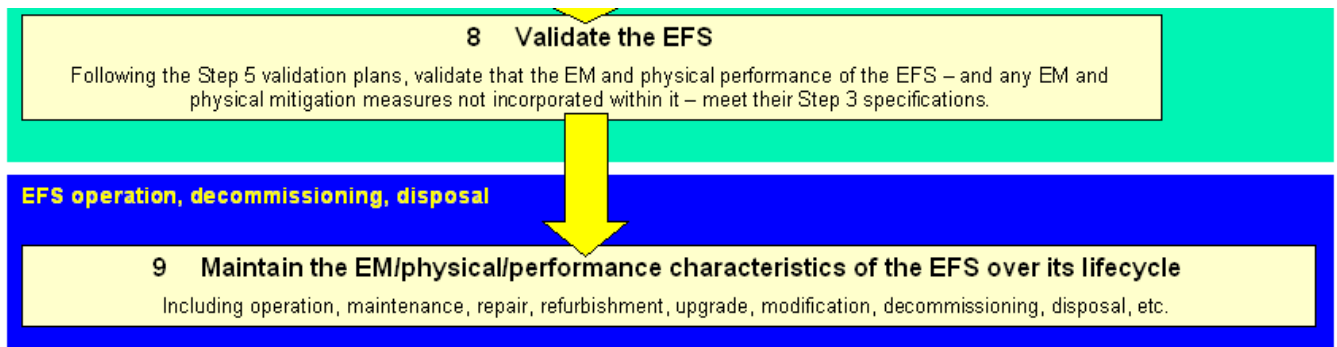 8 Validate the EFS
Following the Step 5 validation plans, validate that the EM and physical performance of the EFS – and any EM and
physical mitigation measures not incorporated within it – meet their Step 3 specifications.
EFS operation, decommissioning, disposal
9 Maintain the EM/physical/performance characteristics of the EFS over its lifecycle
Including operation, maintenance, repair, refurbishment, upgrade, modification, decommissioning, disposal, etc.